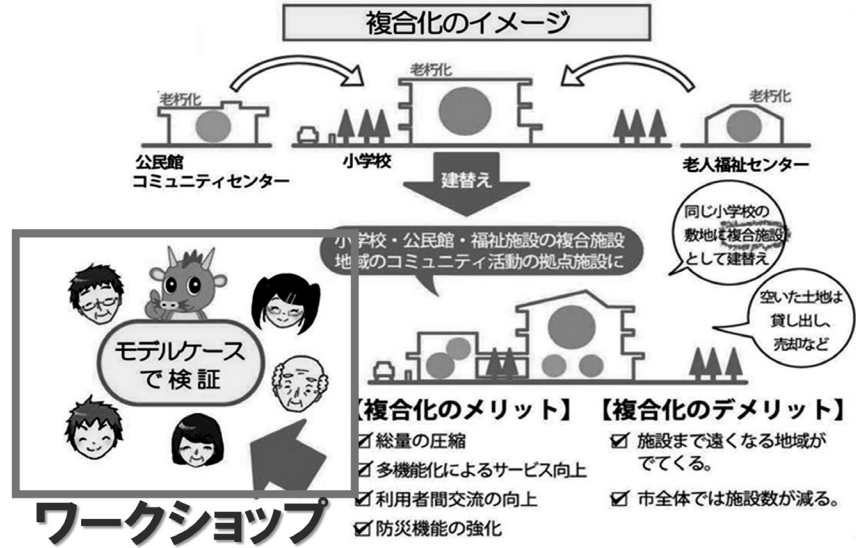 複合化のイメージ
老朽化
老朽化
老朽化
公民館
コミュニティセンター
小学校
老人福祉センター
建替え
同じ小学校の
敷地に複合施設
として建替え
小学校・公民館・福祉施設の複合施設
地域のコミュニティ活動の拠点施設に
空いた土地は
貸し出し、
売却など
モデルケース
で検証
ワークショップ
【複合化のメリット】
☑総量の圧縮
☑多機能化によるサービス向上
☑利用者間交流の向上
☑防災機能の強化
【複合化のデメリット】
☑ 施設まで遠くなる地域が
でてくる。
☑ 市全体では施設数が減る。